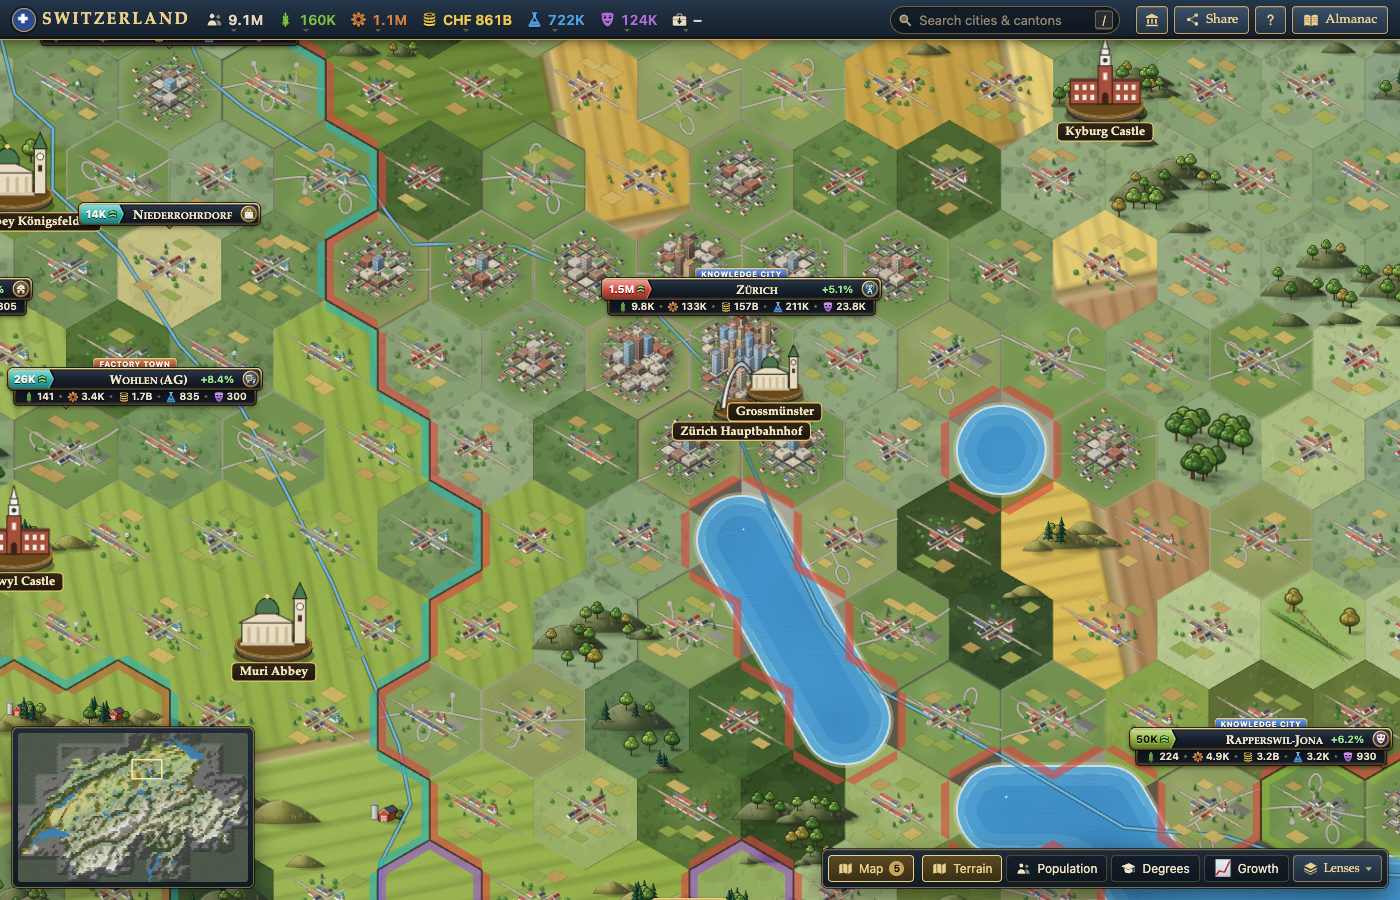 SWITZERLAND
9.1M
160K
1.1M
CHF 861B
722K
124K
–
Search cities & cantons
/
Share
?
Almanac
Kyburg Castle
ey Königsfeld
14K
NIEDERROHRDORF
KNOWLEDGE CITY
1.5M
ZÜRICH
+5.1%
9.8K
133K
157B
211K
23.8K
%
305
FACTORY TOWN
26K
WOHLEN (AG)
+8.4%
141
3.4K
1.7B
835
300
Grossmünster
Zürich Hauptbahnhof
wyl Castle
Muri Abbey
KNOWLEDGE CITY
50K
RAPPERSWIL-JONA
+6.2%
224
4.9K
3.2B
3.2K
930
Map 5
Terrain
Population
Degrees
Growth
Lenses